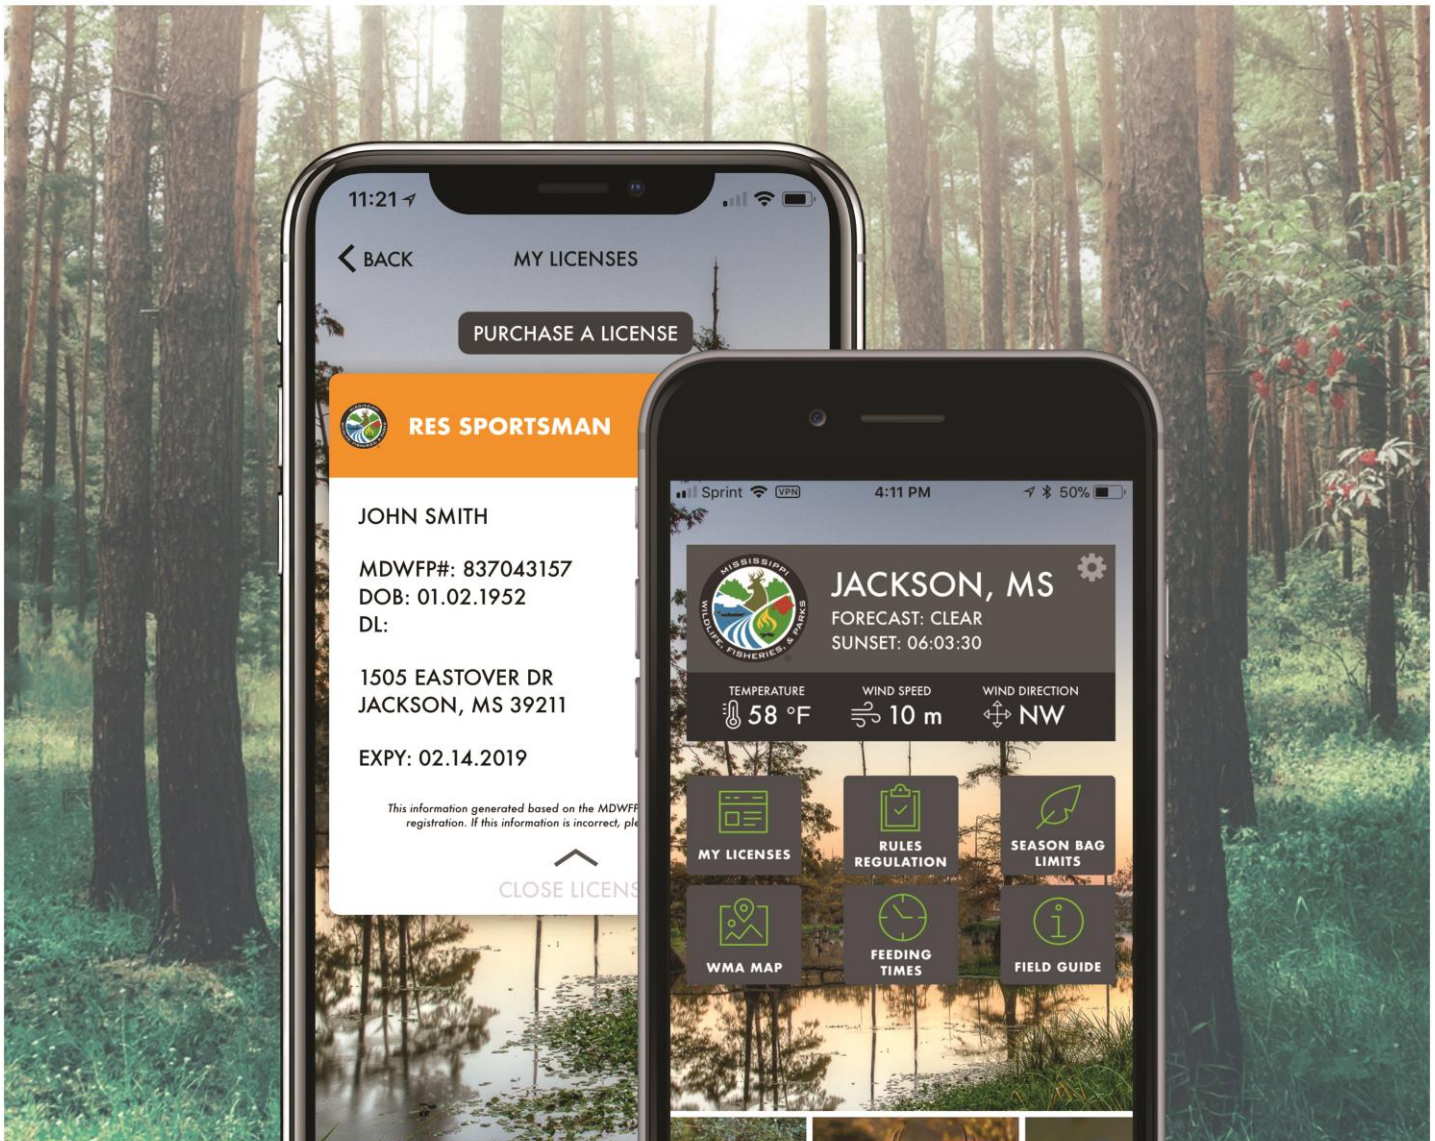 11:21
BACK
MY LICENSES
PURCHASE A LICENSE
RES SPORTSMAN
JOHN SMITH
MDWFP#: 837043157
DOB: 01.02.1952
DL:
1505 EASTOVER DR
JACKSON, MS 39211
EXPY: 02.14.2019
This information generated based on the MDWFP
registration. If this information is incorrect,
CLOSE LICENS
Sprint VPN 4:11 PM 50%
MISSISSIPPI
WILDLIFE, FISHERIES, & PARKS
JACKSON, MS
FORECAST: CLEAR
SUNSET: 06:03:30
TEMPERATURE WIND SPEED WIND DIRECTION
58 °F 10 m NW
MY LICENSES
RULES
REGULATION
SEASON BAG
LIMITS
WMA MAP
FEEDING
TIMES
FIELD GUIDE